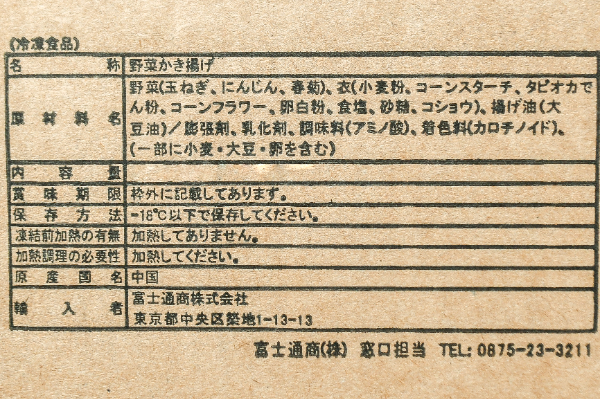 (冷凍食品)
名称 野菜かき揚げ
原材料名 野菜(玉ねぎ、にんじん、春菊)、衣(小麦粉、コーンスターチ、タピオカで
ん粉、コーンフラワー、卵白粉、食塩、砂糖、コショウ)、揚げ油(大
豆油)/膨張剤、乳化剤、調味料(アミノ酸)、着色料(カロチノイド)、
(一部に小麦・大豆・卵を含む)
内容量
賞味期限 枠外に記載してあります。
保存方法 -18℃以下で保存してください。
凍結前加熱の有無 加熱してありません。
加熱調理の必要性 加熱してください。
原産国名 中国
輸入者 富士通商株式会社
東京都中央区築地1-13-13
富士通商(株) 窓口担当 TEL: 0875-23-3211